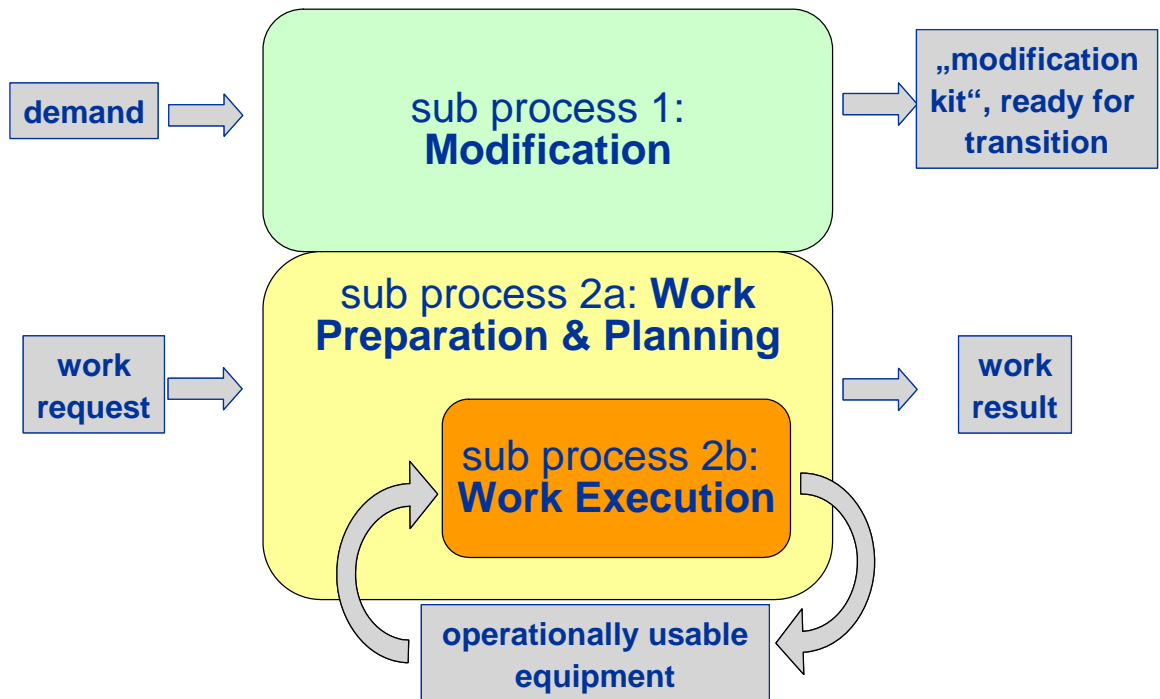 demand
sub process 1:
Modification
„modification
kit“, ready for
transition
sub process 2a: Work
Preparation & Planning
work
request
work
result
sub process 2b:
Work Execution
operationally usable
equipment